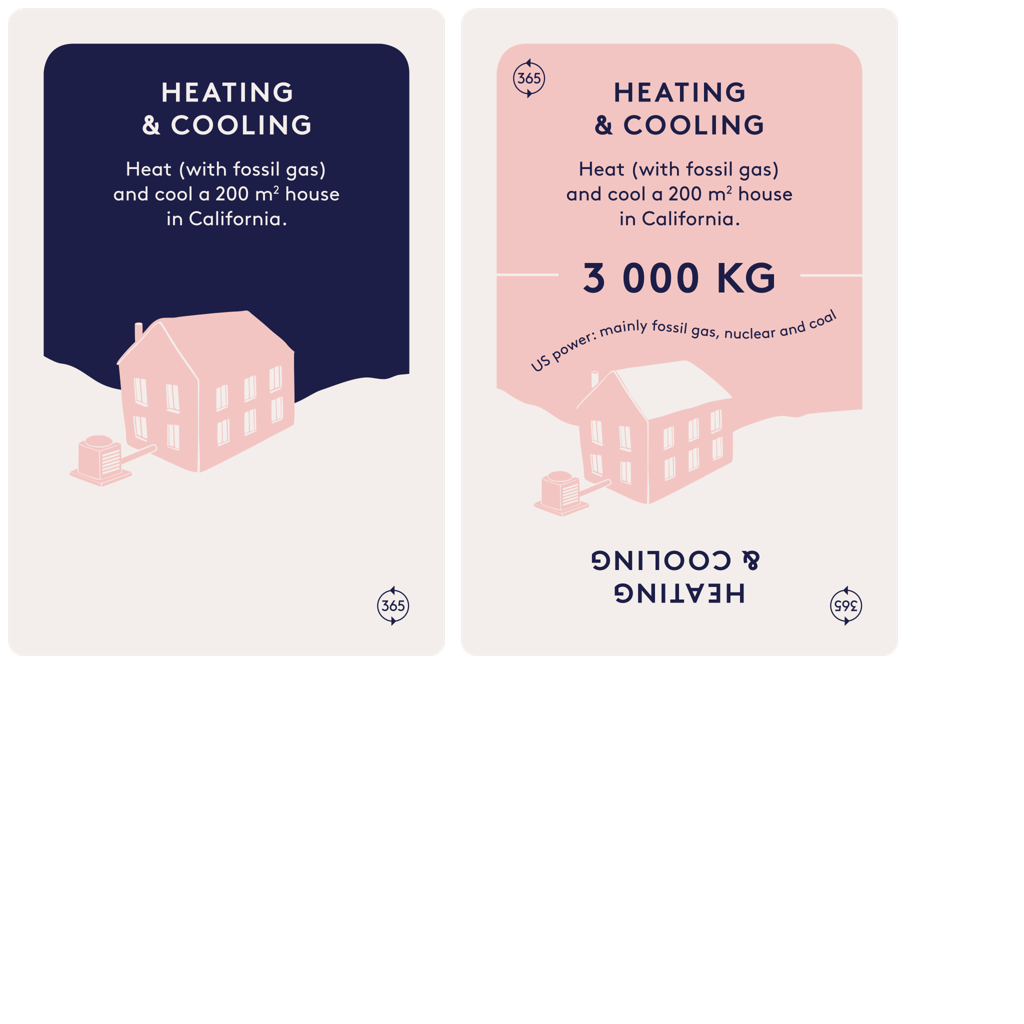 HEATING
& COOLING
Heat (with fossil gas)
and cool a 200 m² house
in California.
365
365
HEATING
& COOLING
Heat (with fossil gas)
and cool a 200 m² house
in California.
3 000 KG
US power: mainly fossil gas, nuclear and coal
HEATING
& COOLING
365